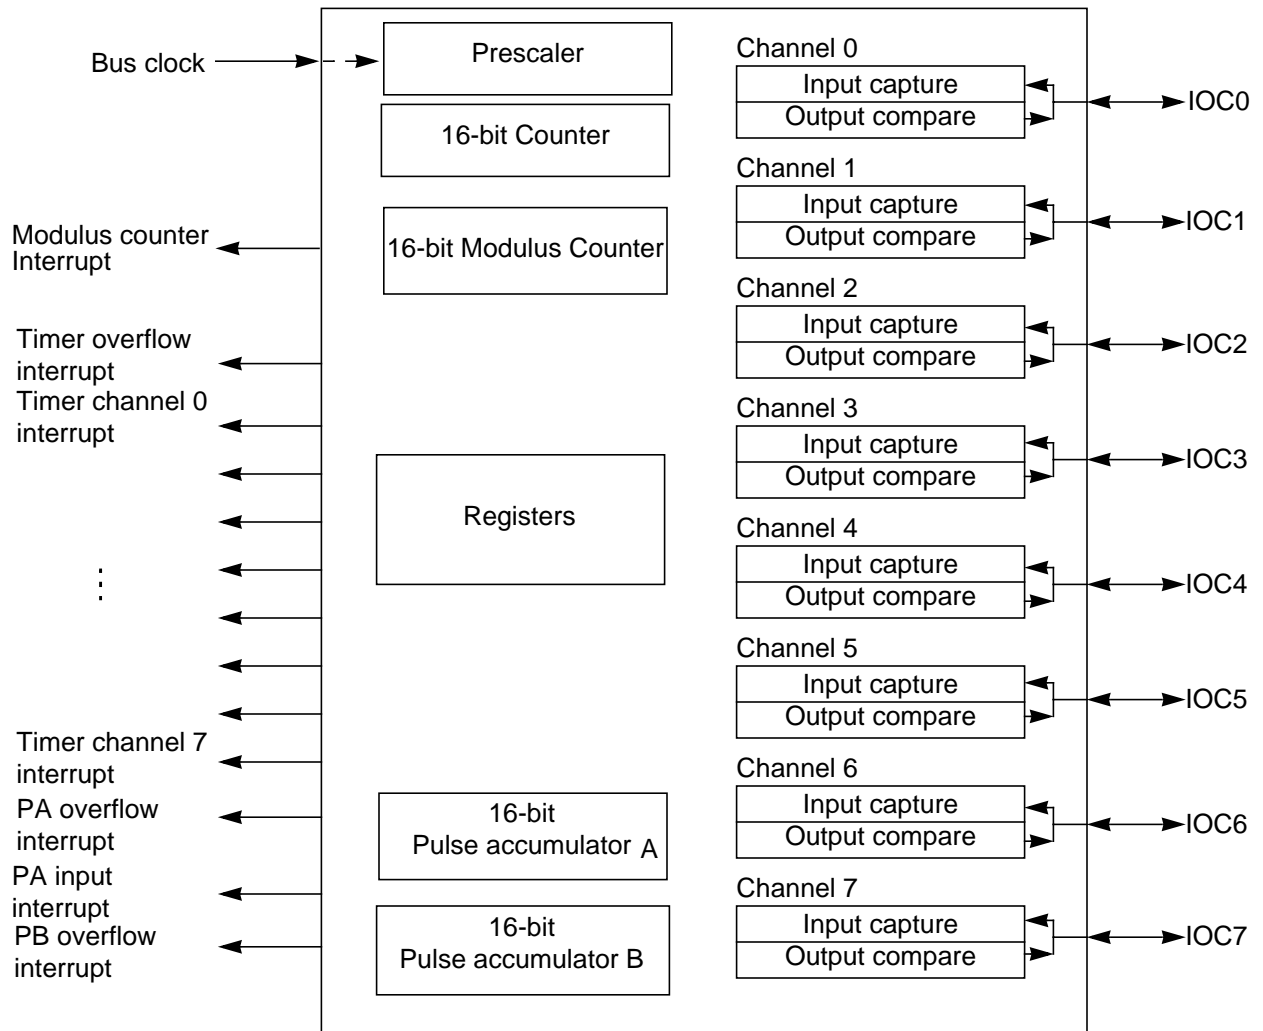 Bus clock
Modulus counter
Interrupt
Timer overflow
interrupt
Timer channel 0
interrupt
Timer channel 7
interrupt
PA overflow
interrupt
PA input
interrupt
PB overflow
interrupt
Prescaler
16-bit Counter
16-bit Modulus Counter
Registers
16-bit
Pulse accumulator A
16-bit
Pulse accumulator B
Channel 0
Input capture
Output compare
IOC0
Channel 1
Input capture
Output compare
IOC1
Channel 2
Input capture
Output compare
IOC2
Channel 3
Input capture
Output compare
IOC3
Channel 4
Input capture
Output compare
IOC4
Channel 5
Input capture
Output compare
IOC5
Channel 6
Input capture
Output compare
IOC6
Channel 7
Input capture
Output compare
IOC7